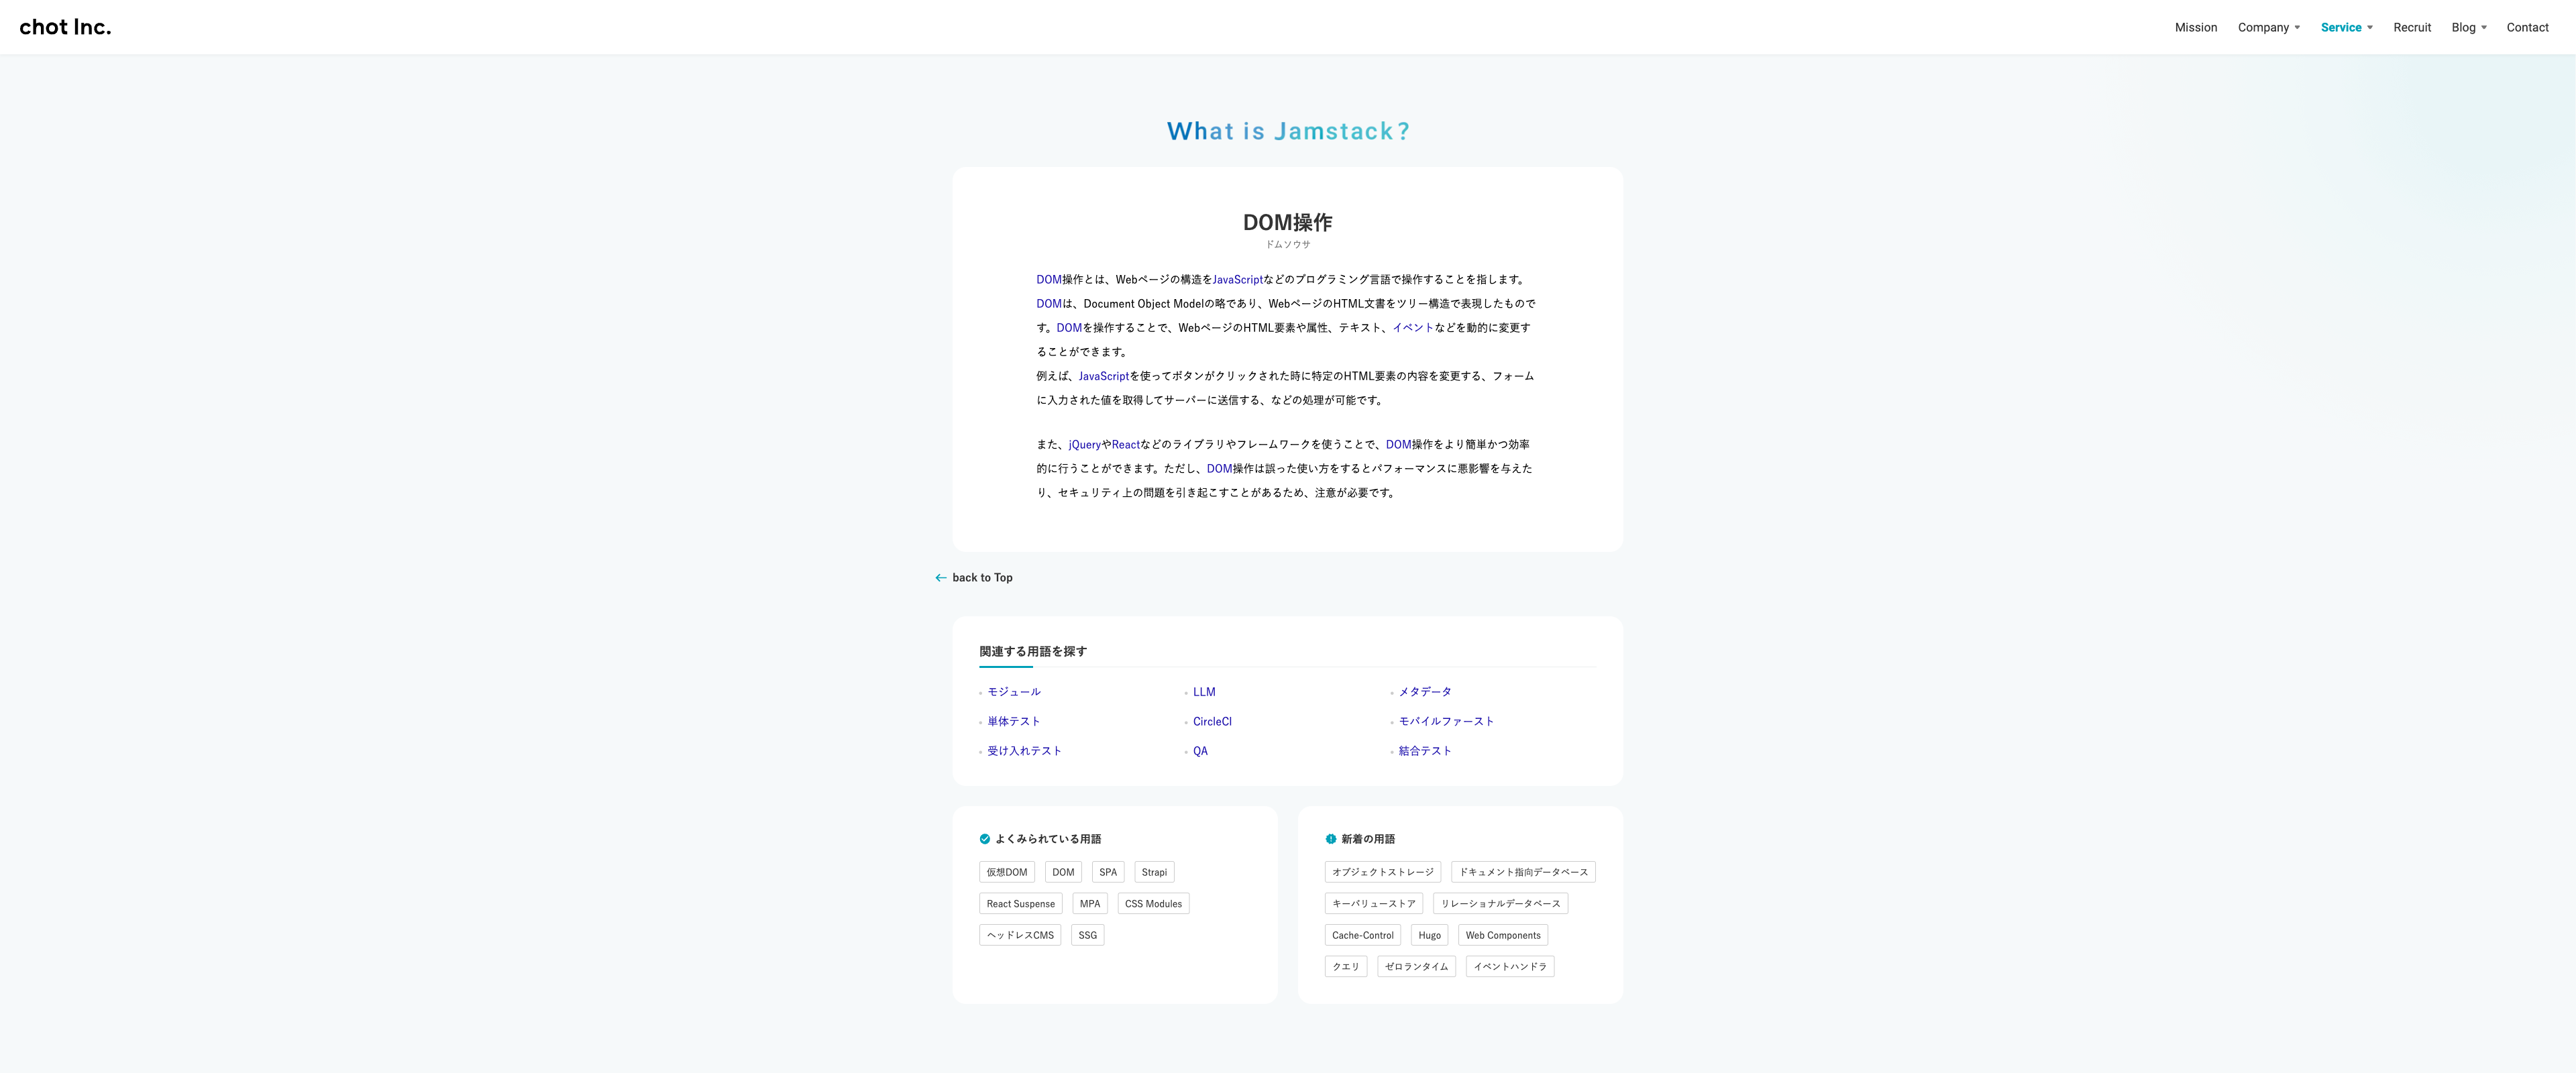 chot Inc.
Mission Company Service Recruit Blog Contact
What is Jamstack?
DOM操作
ドムソウサ
DOM操作とは、Webページの構造をJavaScriptなどのプログラミング言語で操作することを指します。
DOMは、Document Object Modelの略であり、WebページのHTML文書をツリー構造で表現したもので
す。DOMを操作することで、WebページのHTML要素や属性、テキスト、イベントなどを動的に変更す
ることができます。
例えば、JavaScriptを使ってボタンがクリックされた時に特定のHTML要素の内容を変更する、フォーム
に入力された値を取得してサーバーに送信する、などの処理が可能です。
また、jQueryやReactなどのライブラリやフレームワークを使うことで、DOM操作をより簡単かつ効率
的に行うことができます。ただし、DOM操作は誤った使い方をするとパフォーマンスに悪影響を与えた
り、セキュリティ上の問題を引き起こすことがあるため、注意が必要です。
back to Top
関連する用語を探す
モジュール LLM メタデータ
単体テスト CircleCI モバイルファースト
受け入れテスト QA 結合テスト
よくみられている用語
仮想DOM DOM SPA Strapi
React Suspense MPA CSS Modules
ヘッドレスCMS SSG
新着の用語
オブジェクトストレージ ドキュメント指向データベース
キーバリューストア リレーショナルデータベース
Cache-Control Hugo Web Components
クエリ ゼロランタイム イベントハンドラ